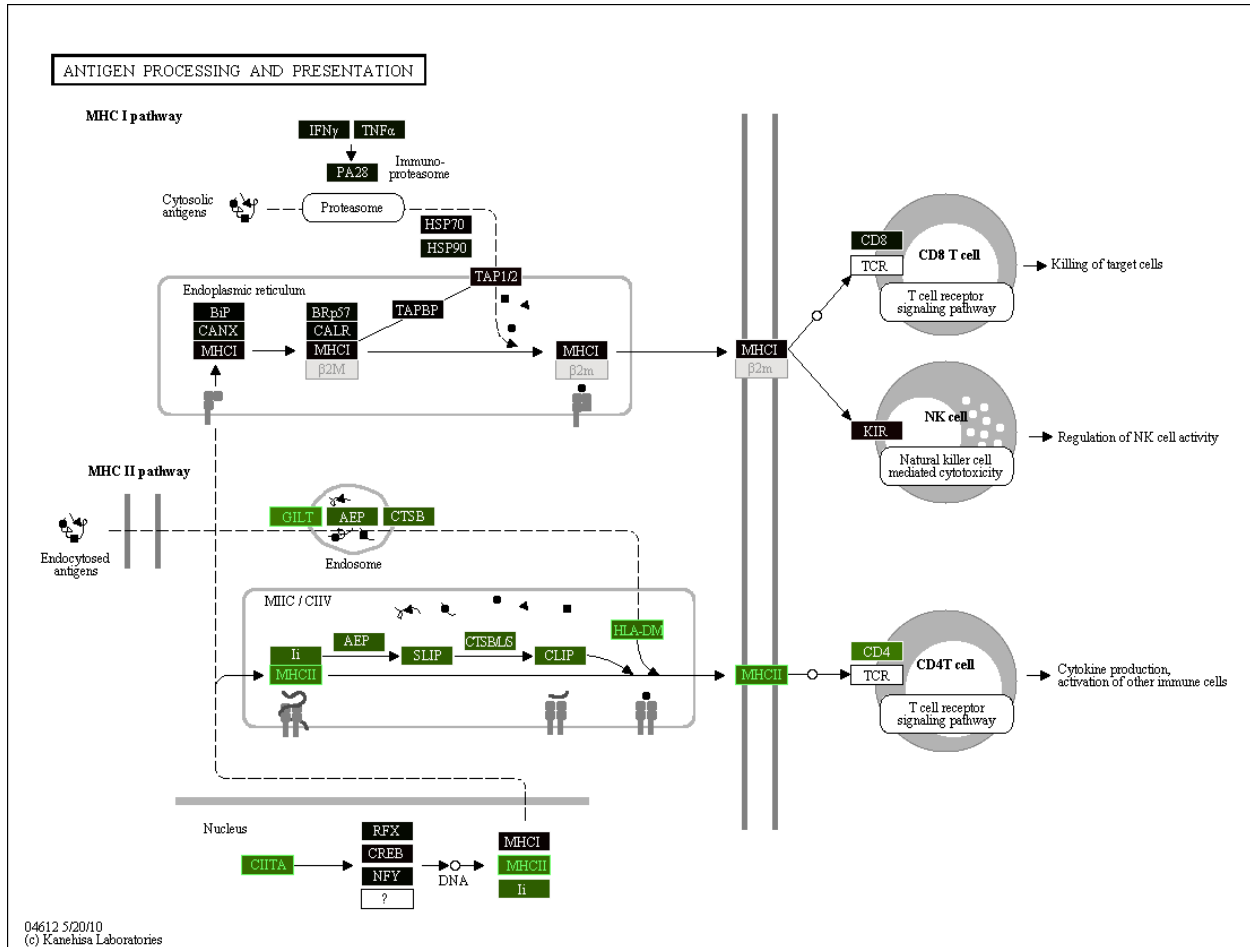 ANTIGEN PROCESSING AND PRESENTATION
MHC I pathway
IFNγ
TNFα
PA28
Immuno-
proteasome
Cytosolic
antigens
Proteasome
HSP70
HSP90
TAP1/2
Endoplasmic reticulum
BiP
CANX
MHCI
BRp57
CALR
MHCI
β2M
TAPBP
MHCI
β2m
MHCI
β2m
CD8
TCR
CD8 T cell
T cell receptor
signaling pathway
Killing of target cells
KIR
NK cell
Natural killer cell
mediated cytotoxicity
Regulation of NK cell activity
MHC II pathway
Endocytosed
antigens
GILT
AEP
CTSB
Endosome
MIIC / CIIV
Ii
MHCII
AEP
SLIP
CTSB/L/S
CLIP
HLA-DM
MHCII
CD4
TCR
CD4T cell
T cell receptor
signaling pathway
Cytokine production,
activation of other immune cells
Nucleus
CIITA
RFX
CREB
NFY
?
DNA
MHCI
MHCII
Ii
04612 5/20/10
(c) Kanehisa Laboratories